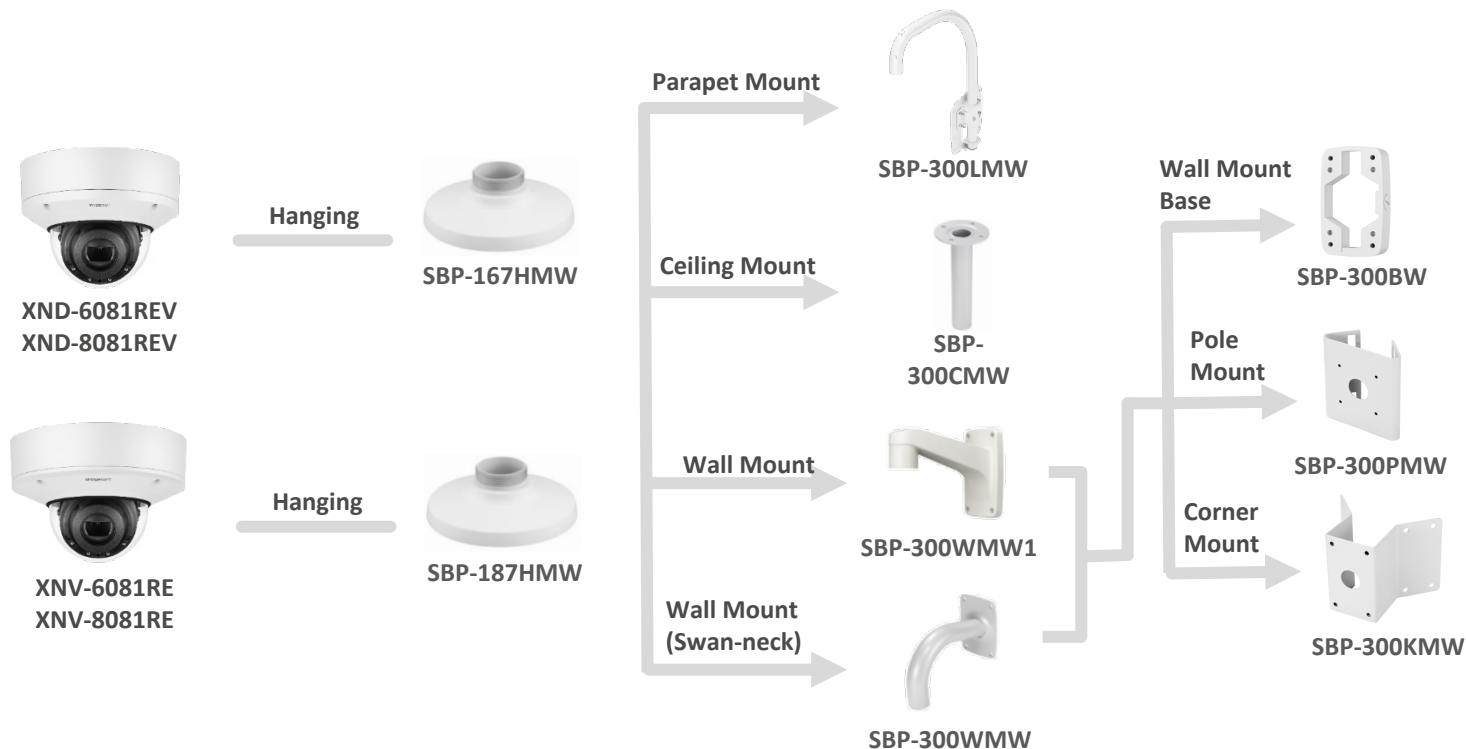 Parapet Mount
SBP-300LMW
Hanging
SBP-167HMW
XND-6081REV
XND-8081REV
Ceiling Mount
SBP-
300CMW
Wall Mount
Base
SBP-300BW
Pole
Mount
SBP-300PMW
Hanging
SBP-187HMW
XNV-6081RE
XNV-8081RE
Wall Mount
SBP-300WMW1
Corner
Mount
SBP-300KMW
Wall Mount
(Swan-neck)
SBP-300WMW